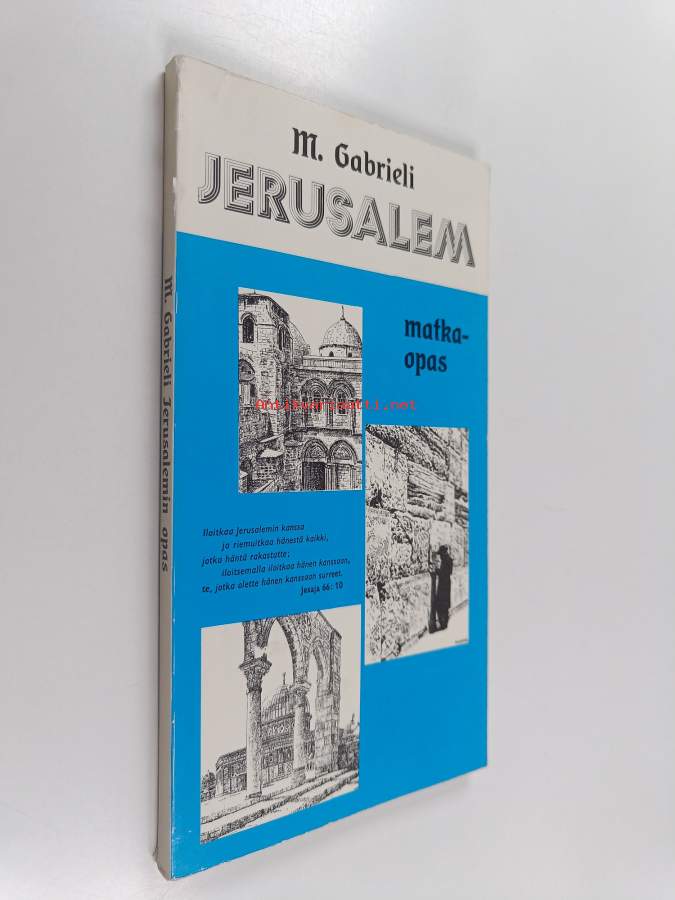 M. Gabrieli
JERUSALEM
matka-
opas
Antikvariaatti.net
Iloitkaa Jerusalemin kanssa
ja riemuitkaa hänestä kaikki,
jotka häntä rakastatte;
iloitsemalla iloitkaa hänen kanssaan,
te, jotka olette hänen kanssaan surreet.
Jesaja 66: 10
M. Gabrieli Jerusalemin opas